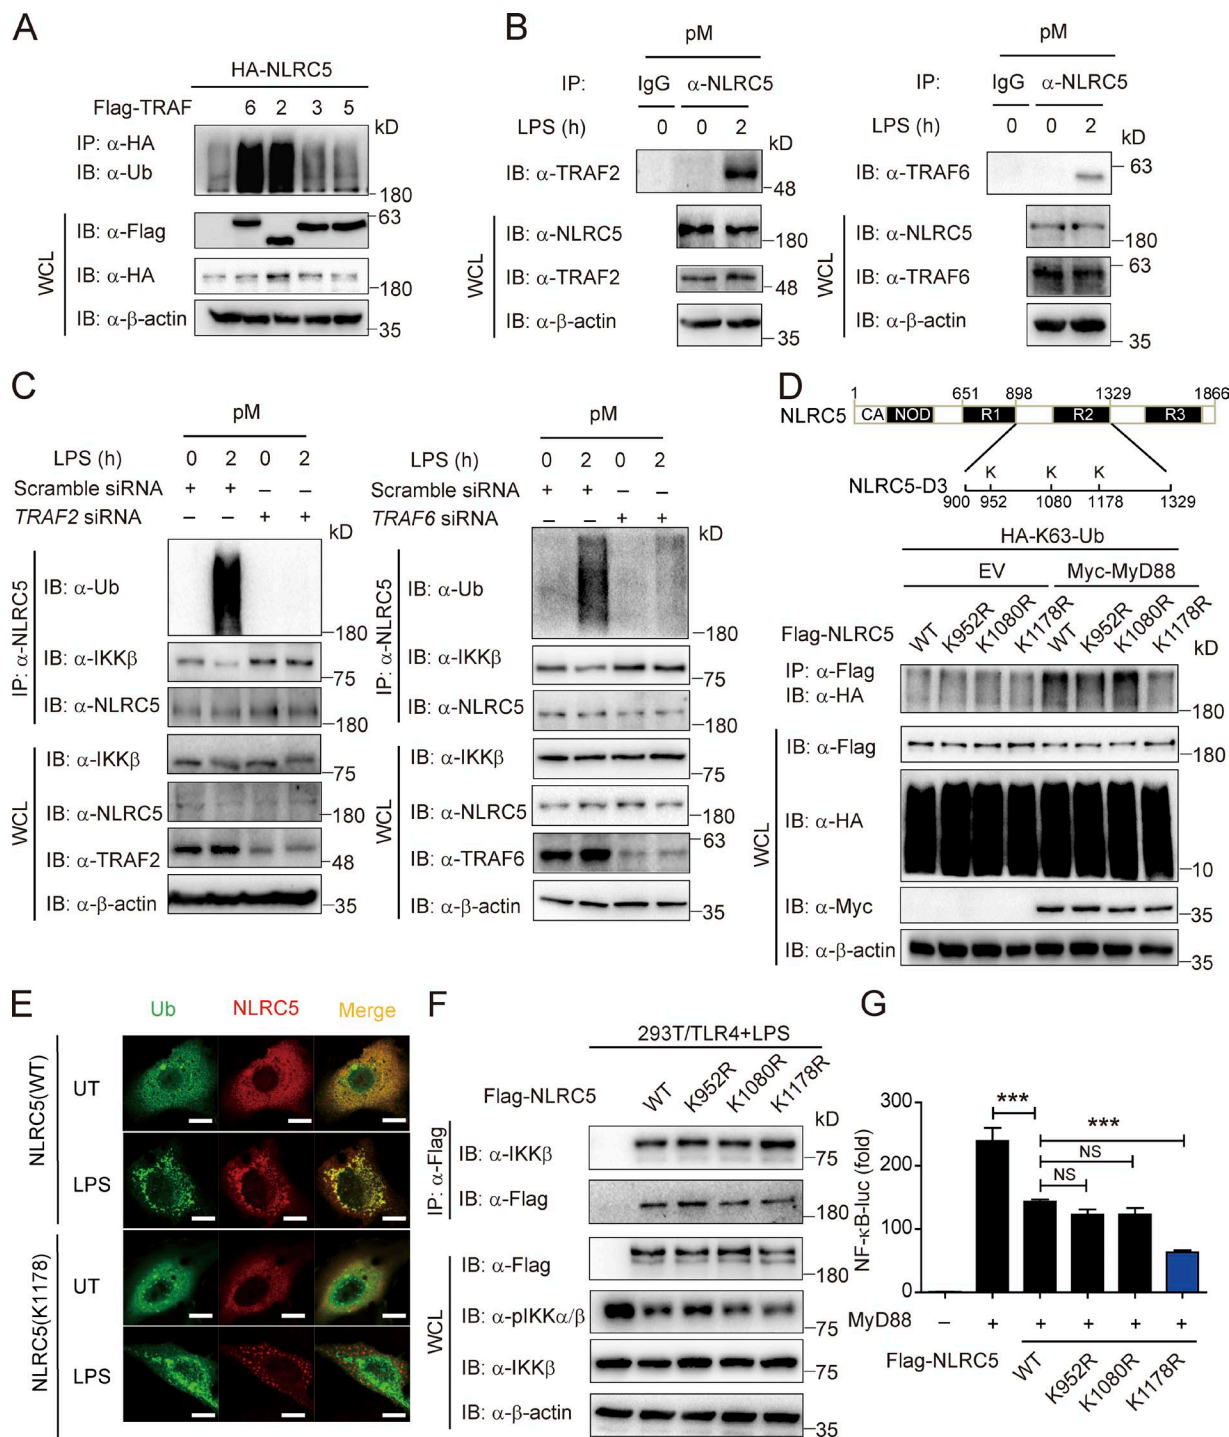 A
HA-NLRC5
Flag-TRAF 6 2 3 5
kD
IP: α-HA
IB: α-Ub
180
WCL
IB: α-Flag
63
IB: α-HA
180
IB: α-β-actin
35
B
pM
IP: IgG α-NLRC5
LPS (h) 0 0 2
kD
IB: α-TRAF2
48
WCL
IB: α-NLRC5
180
IB: α-TRAF2
48
IB: α-β-actin
35
pM
IP: IgG α-NLRC5
LPS (h) 0 0 2
kD
IB: α-TRAF6
63
WCL
IB: α-NLRC5
180
IB: α-TRAF6
63
IB: α-β-actin
35
C
pM
LPS (h) 0 2 0 2
Scramble siRNA + + – –
TRAF2 siRNA – – + +
kD
IP: α-NLRC5
IB: α-Ub
180
IB: α-IKKβ
75
IB: α-NLRC5
180
WCL
IB: α-IKKβ
75
IB: α-NLRC5
180
IB: α-TRAF2
48
IB: α-β-actin
35
pM
LPS (h) 0 2 0 2
Scramble siRNA + + – –
TRAF6 siRNA – – + +
kD
IP: α-NLRC5
IB: α-Ub
180
IB: α-IKKβ
75
IB: α-NLRC5
180
WCL
IB: α-IKKβ
75
IB: α-NLRC5
180
IB: α-TRAF6
63
IB: α-β-actin
35
D
1 651 898 1329 1866
NLRC5 CA NOD R1 R2 R3
K K K
NLRC5-D3
900 952 1080 1178 1329
HA-K63-Ub
EV Myc-MyD88
Flag-NLRC5 WT K952R K1080R K1178R WT K952R K1080R K1178R
kD
IP: α-Flag
IB: α-HA
180
WCL
IB: α-Flag
180
IB: α-HA
10
IB: α-Myc
35
IB: α-β-actin
35
E
Ub NLRC5 Merge
NLRC5(WT)
UT
LPS
NLRC5(K1178)
UT
LPS
F
293T/TLR4+LPS
Flag-NLRC5 WT K952R K1080R K1178R
kD
IP: α-Flag
IB: α-IKKβ
75
IB: α-Flag
180
WCL
IB: α-Flag
180
IB: α-pIKKα/β
75
IB: α-IKKβ
75
IB: α-β-actin
35
G
NF-κB-luc (fold)
300
200
100
0
***
***
NS
NS
MyD88 – + + + + +
Flag-NLRC5 WT K952R K1080R K1178R